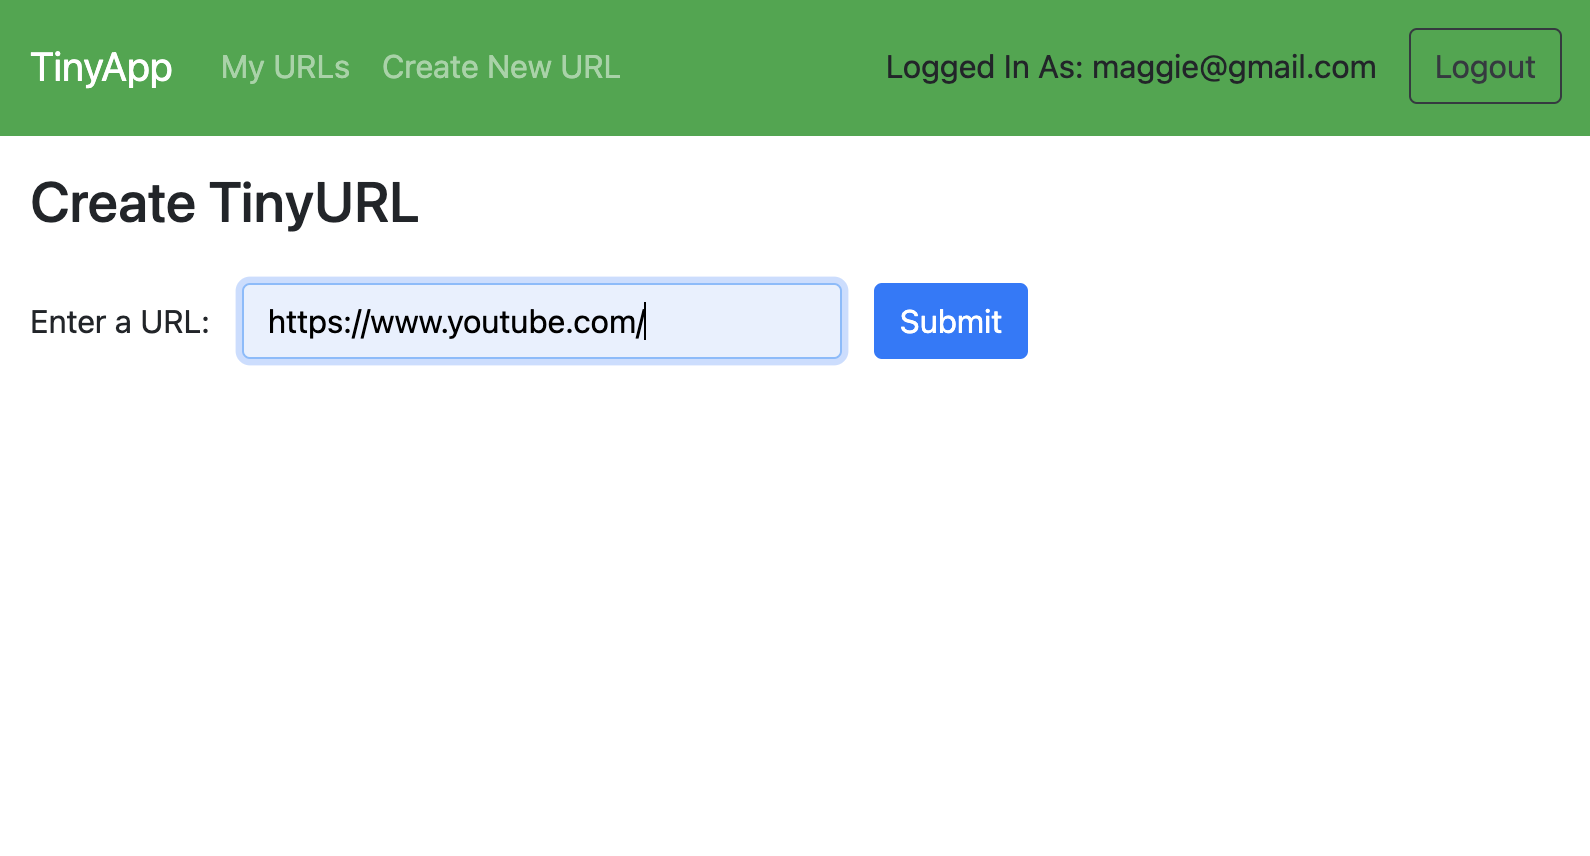 TinyApp My URLs Create New URL Logged In As: maggie@gmail.com Logout
Create TinyURL
Enter a URL: https://www.youtube.com/ Submit